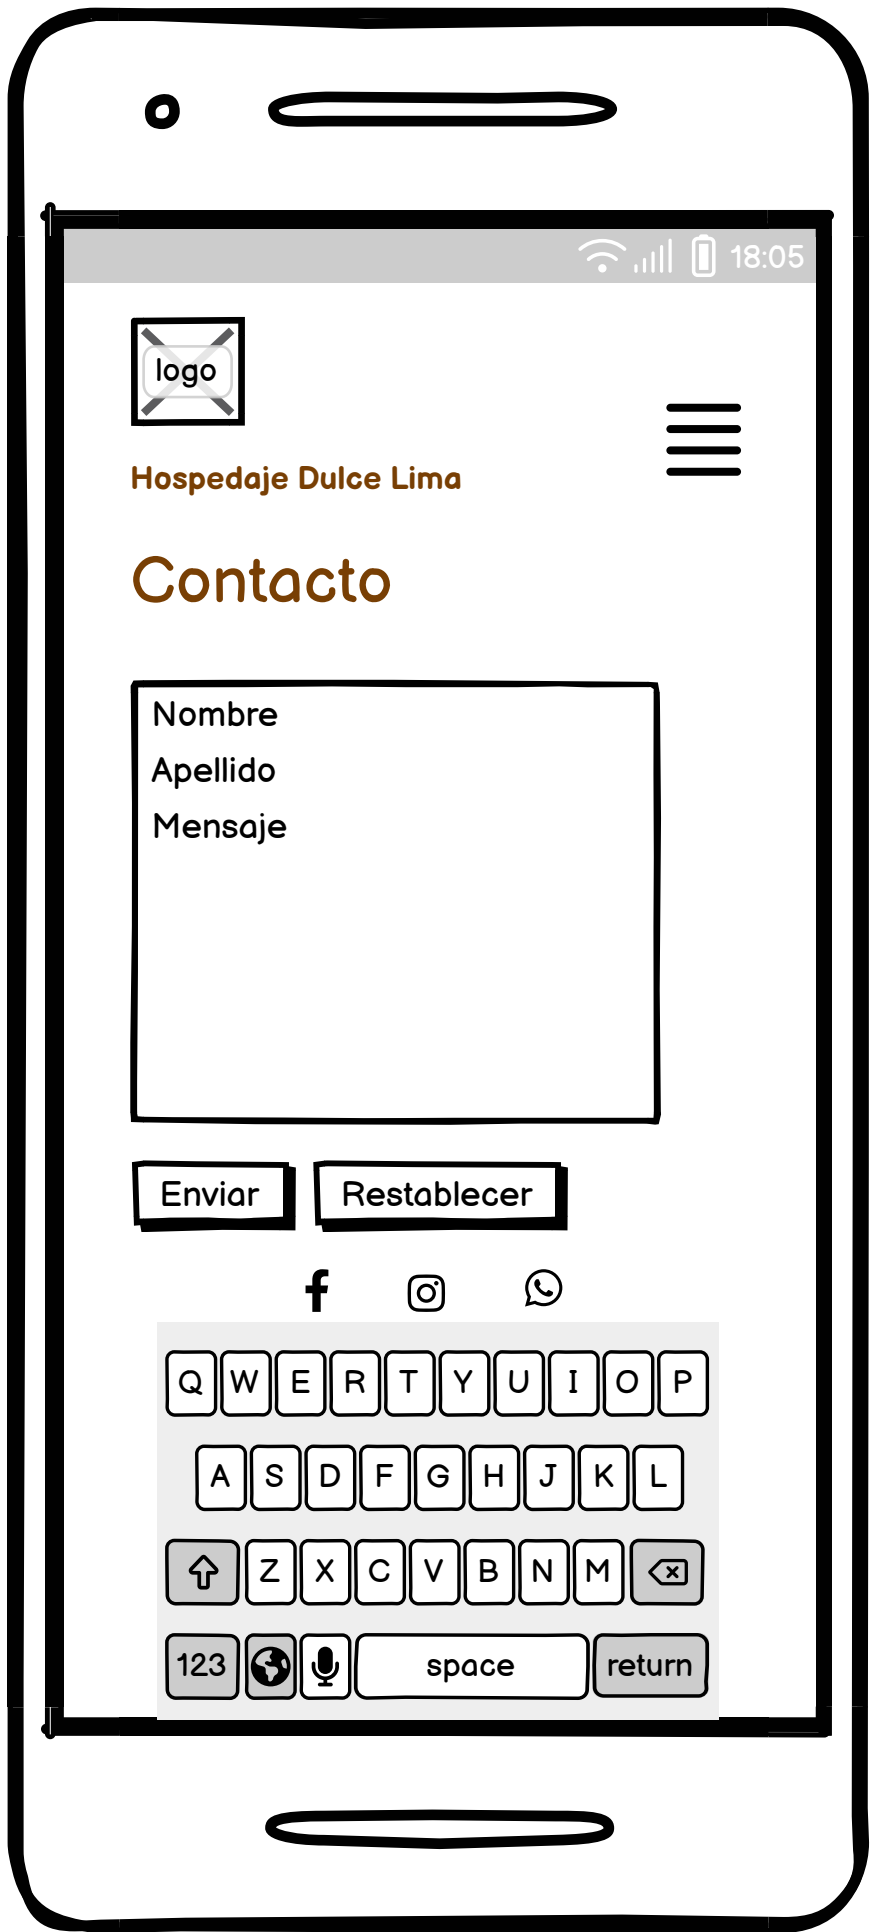 18:05
logo
Hospedaje Dulce Lima
Contacto
Nombre
Apellido
Mensaje
Enviar Restablecer
Q W E R T Y U I O P
A S D F G H J K L
Z X C V B N M
123 space return